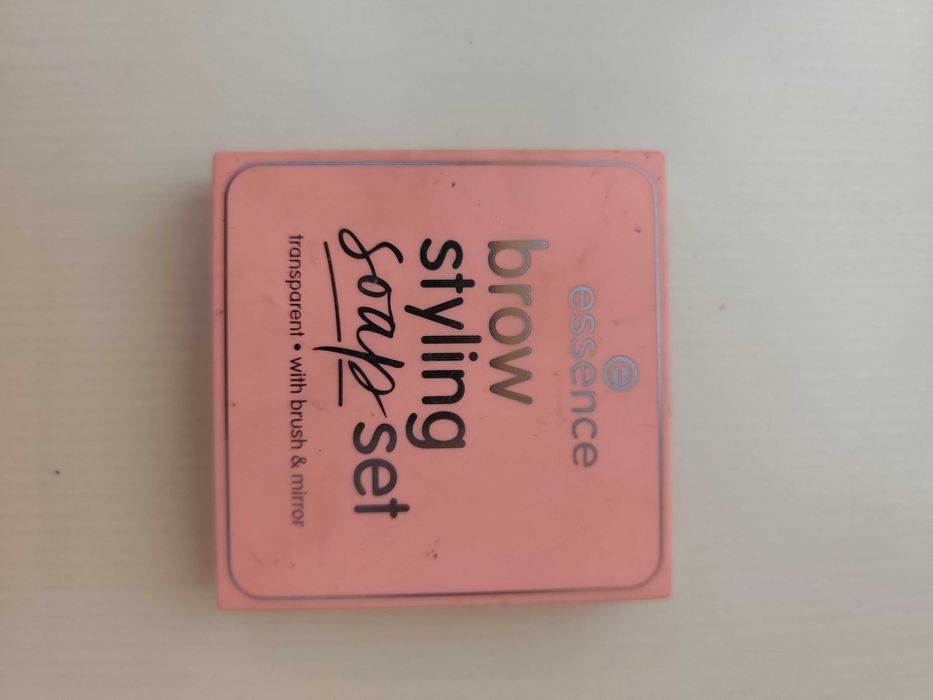 essence
brow
styling
soap set
transparent • with brush & mirror